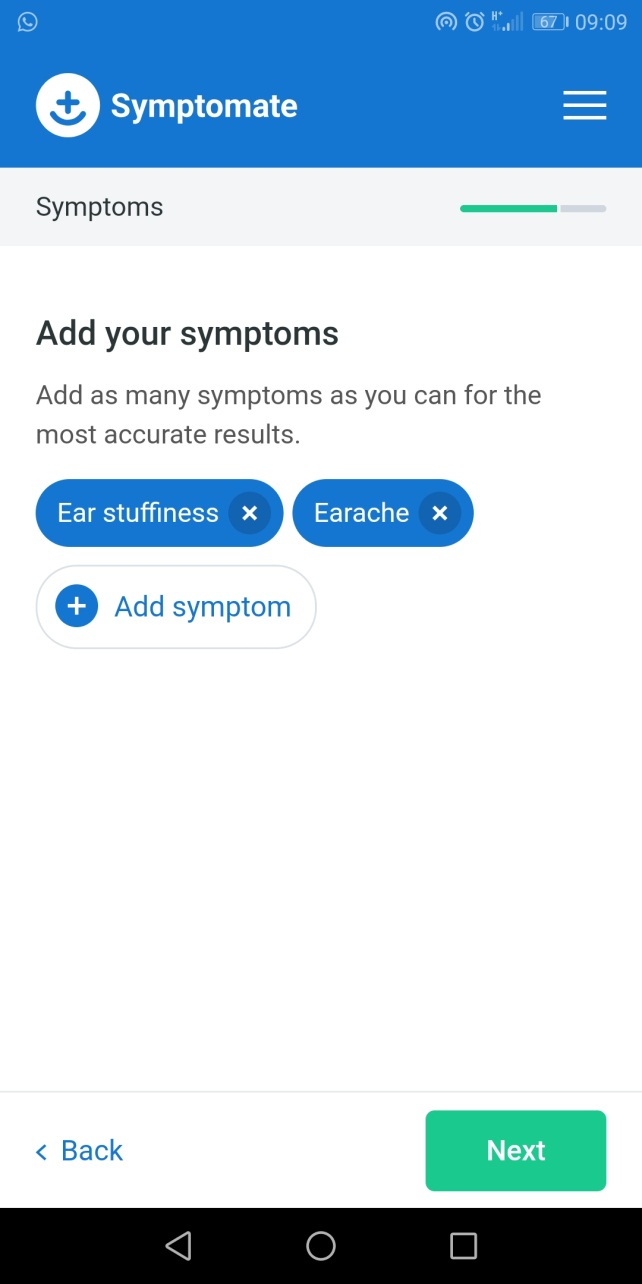 H+ 67 09:09
Symptomate
Symptoms
Add your symptoms
Add as many symptoms as you can for the
most accurate results.
Ear stuffiness × Earache ×
+ Add symptom
< Back Next